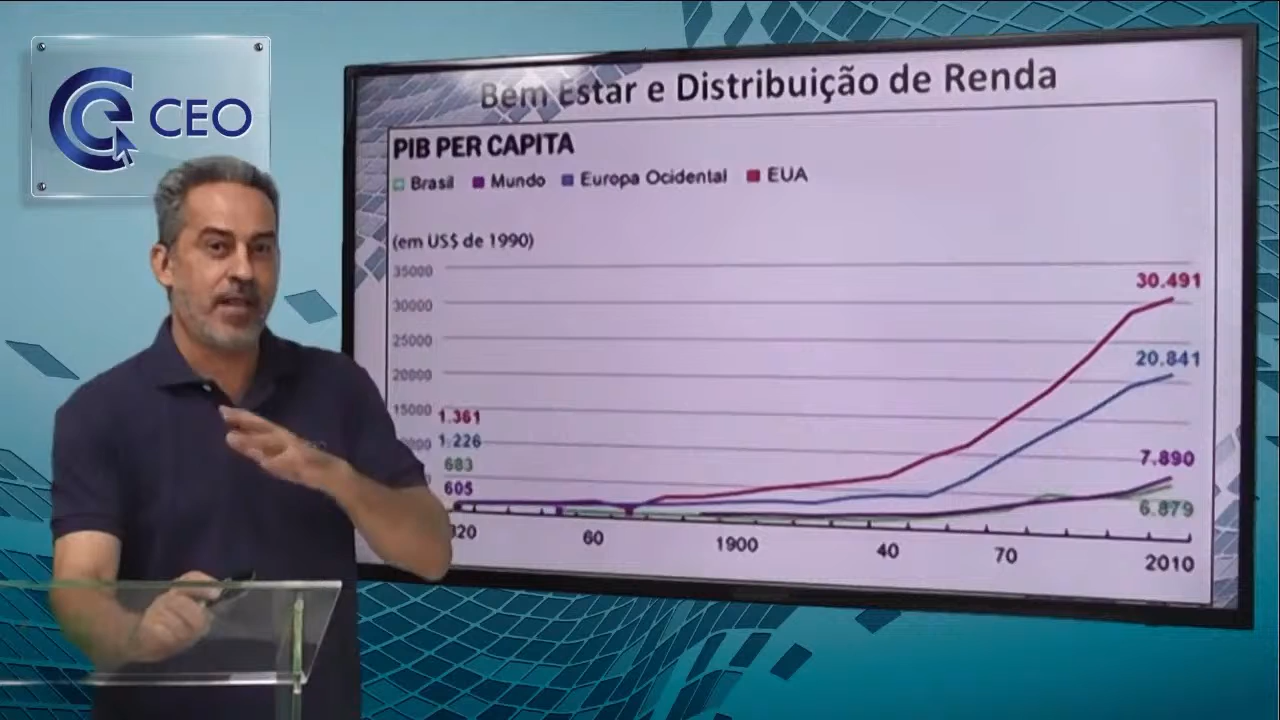 CEO
Bem Estar e Distribuição de Renda
PIB PER CAPITA
Brasil Mundo Europa Ocidental EUA
(em US$ de 1990)
35000
30000
25000
20000
15000
1.361
1.226
683
605
30.491
20.841
7.890
6.879
60 1900 40 70 2010